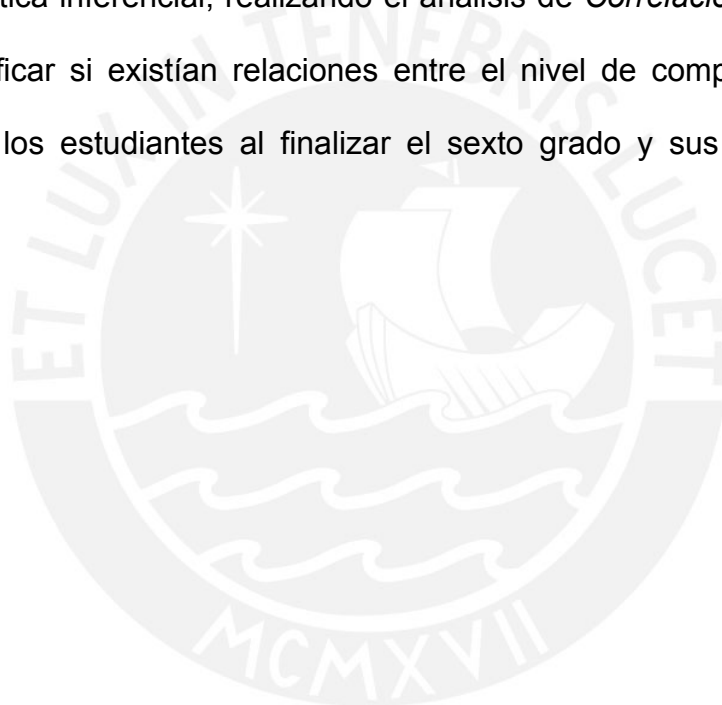 tica inferencial, realizando el análisis de Correlació
ficar si existían relaciones entre el nivel de comp
los estudiantes al finalizar el sexto grado y sus
ET LUX IN TENEBRIS LUCET
MCMXVII